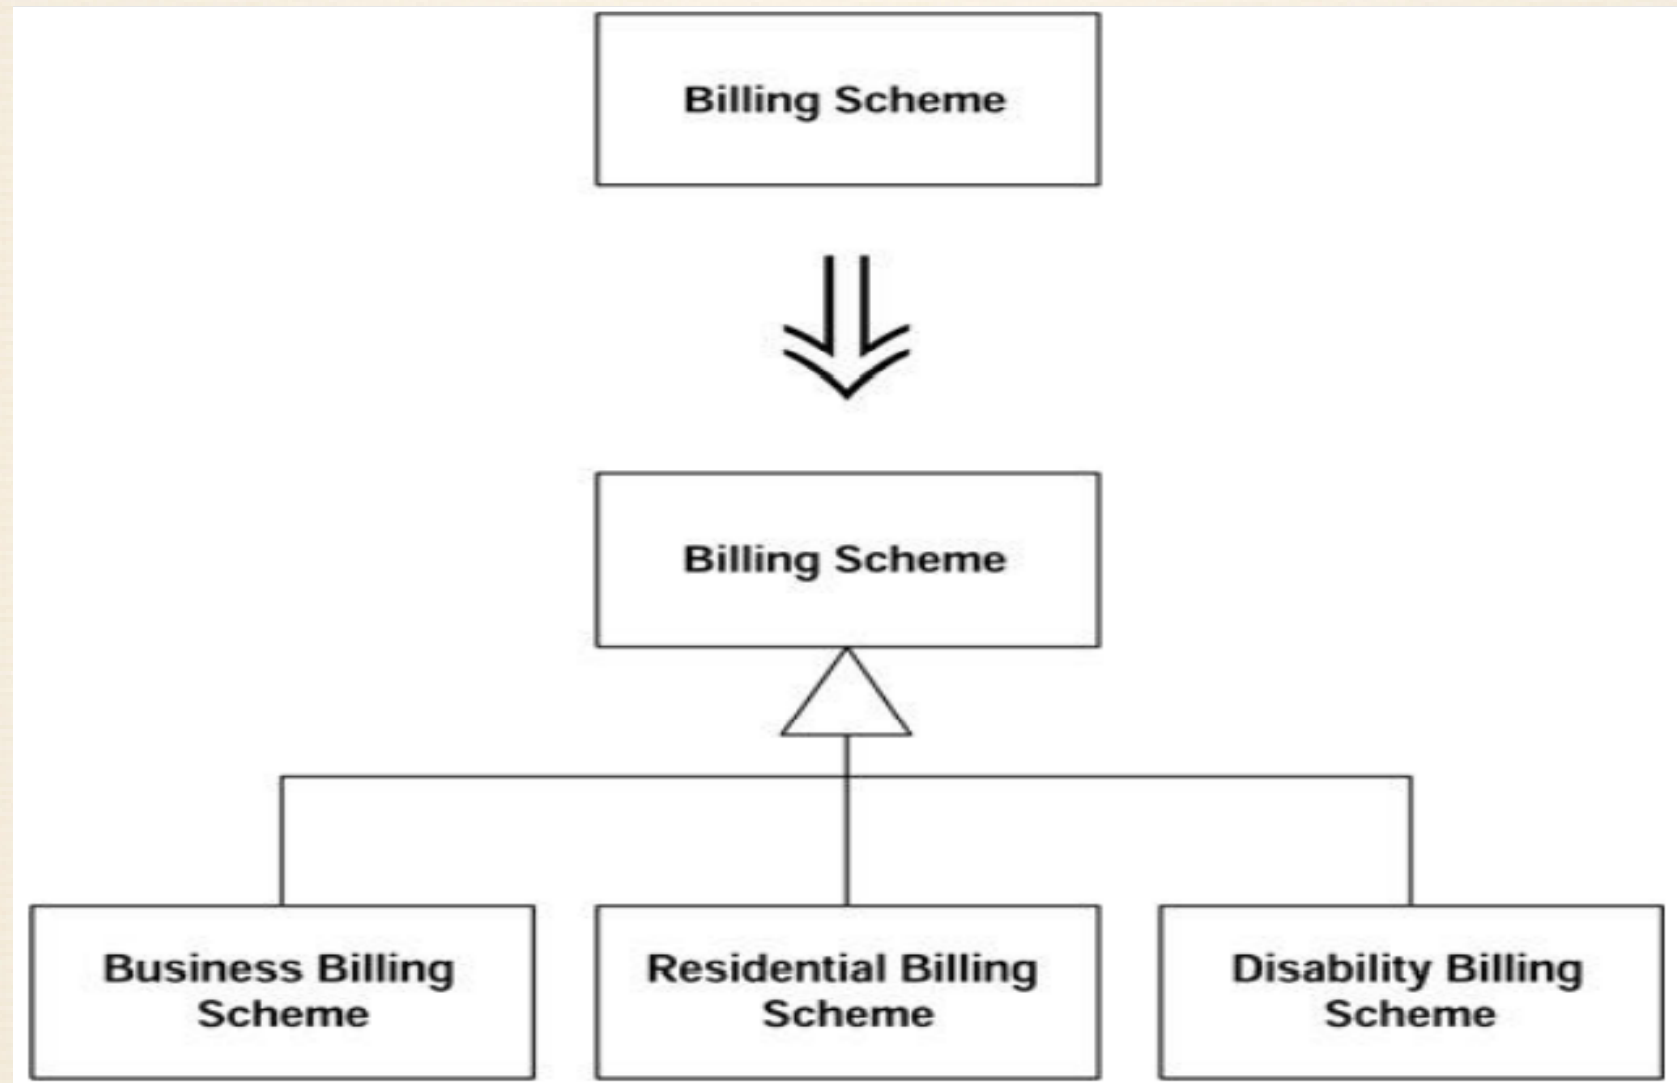 Billing Scheme
Billing Scheme
Business Billing
Scheme
Residential Billing
Scheme
Disability Billing
Scheme